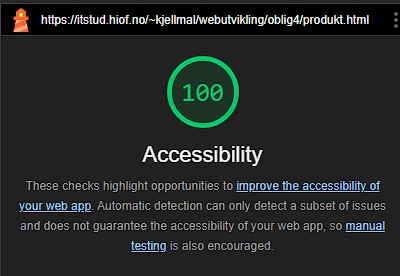 https://itstud.hiof.no/~kjellmal/webutvikling/oblig4/produkt.html
100
Accessibility
These checks highlight opportunities to improve the accessibility of
your web app. Automatic detection can only detect a subset of issues
and does not guarantee the accessibility of your web app, so manual
testing is also encouraged.